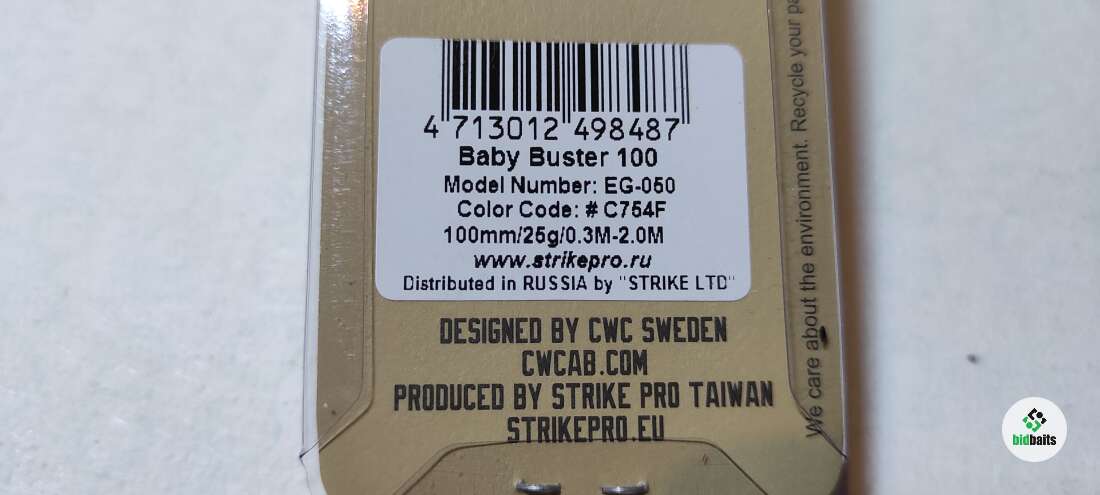 4 713012 498487
Baby Buster 100
Model Number: EG-050
Color Code: # C754F
100mm/25g/0.3M-2.0M
www.strikepro.ru
Distributed in RUSSIA by "STRIKE LTD"
DESIGNED BY CWC SWEDEN
CWCAB.COM
PRODUCED BY STRIKE PRO TAIWAN
STRIKEPRO.EU
We care about the environment. Recycle your
bidbaits